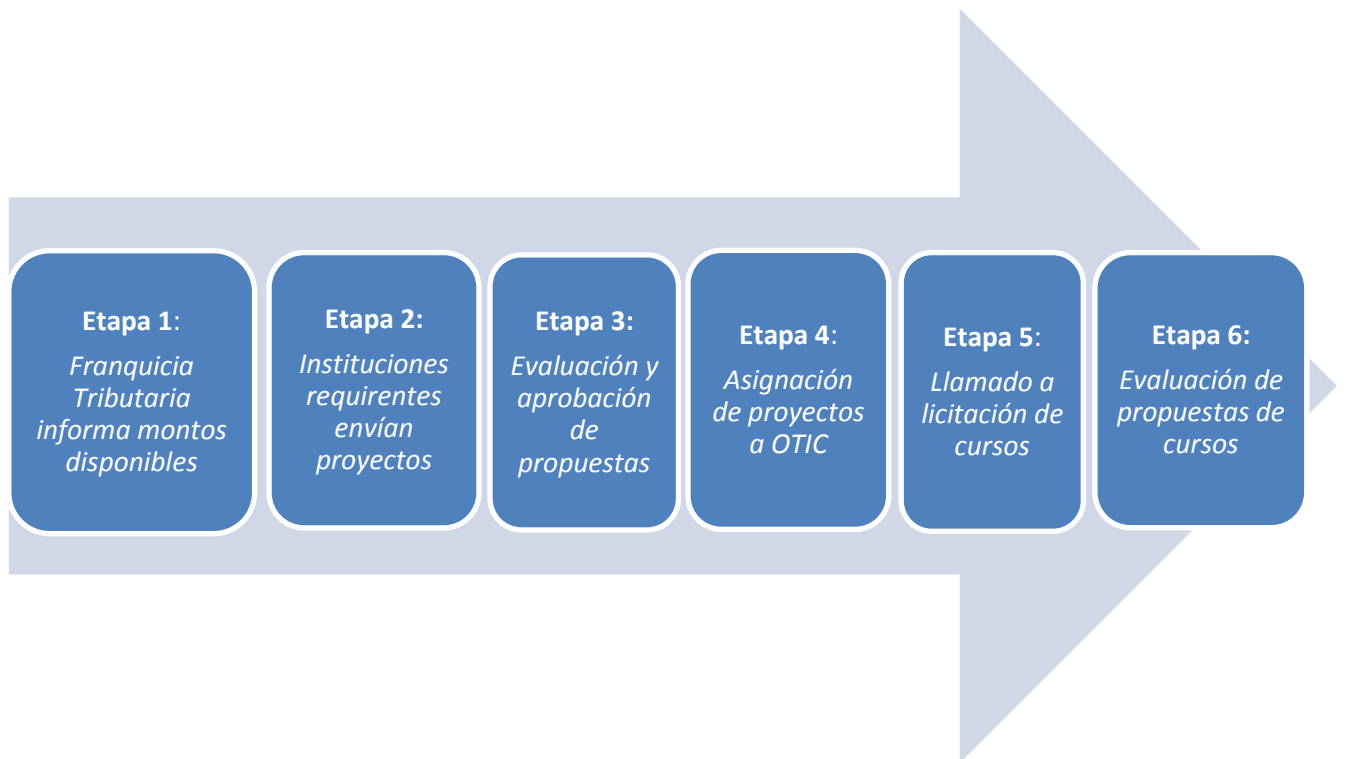 Etapa 1:
Franquicia
Tributaria
informa montos
disponibles
Etapa 2:
Instituciones
requirentes
envían
proyectos
Etapa 3:
Evaluación y
aprobación
de
propuestas
Etapa 4:
Asignación
de proyectos
a OTIC
Etapa 5:
Llamado a
licitación de
cursos
Etapa 6:
Evaluación de
propuestas de
cursos